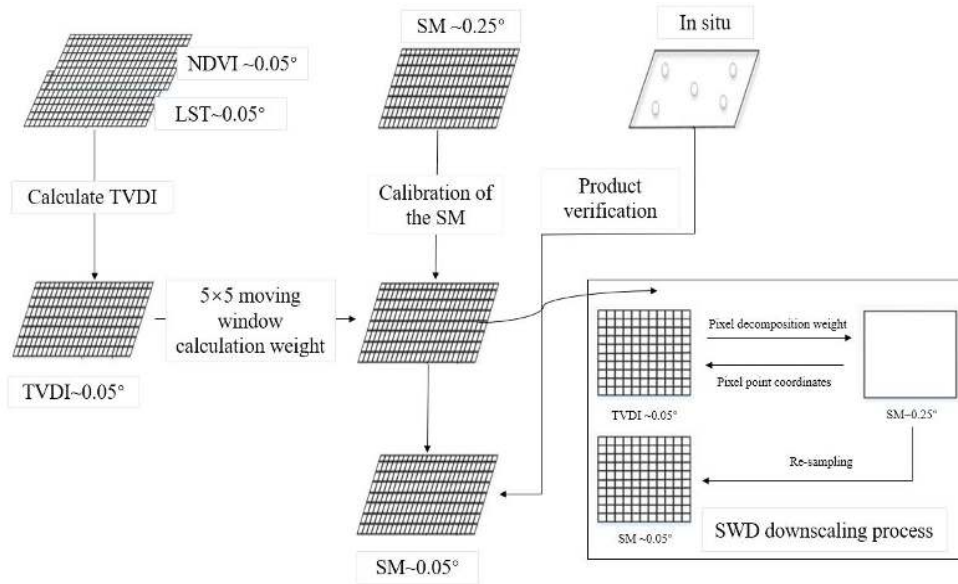 SM ~0.25°
In situ
NDVI ~0.05°
LST~0.05°
Calculate TVDI
Calibration of
the SM
Product
verification
5×5 moving
window
calculation weight
TVDI~0.05°
SM~0.05°
Pixel decomposition weight
Pixel point coordinates
TVDI ~0.05°
SM~0.25°
Re-sampling
SM ~0.05°
SWD downscaling process